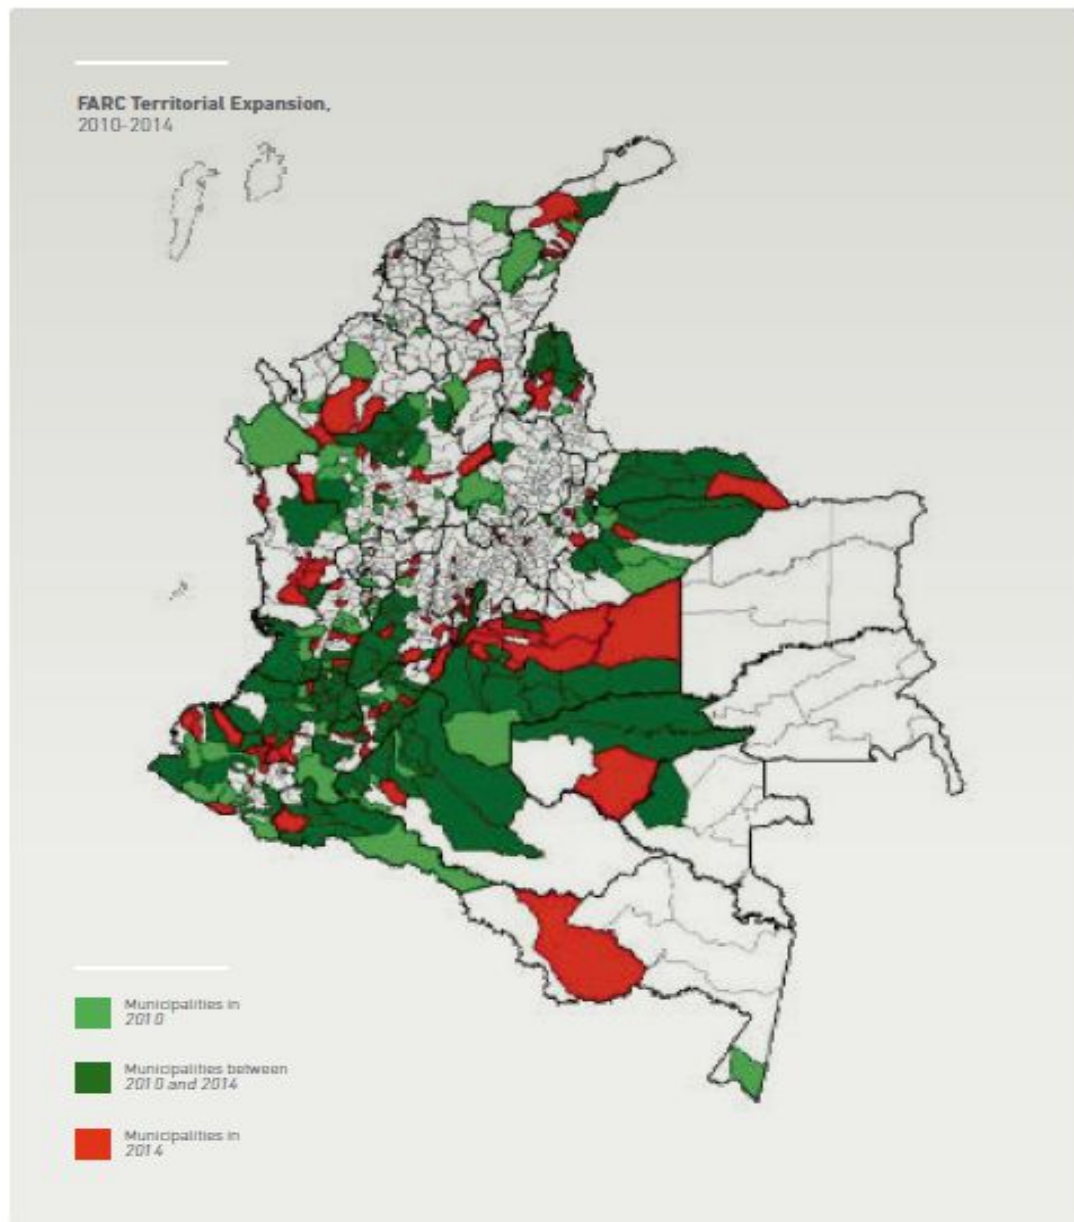 FARC Territorial Expansion,
2010-2014
Municipalities in
2010
Municipalities between
2010 and 2014
Municipalities in
2014